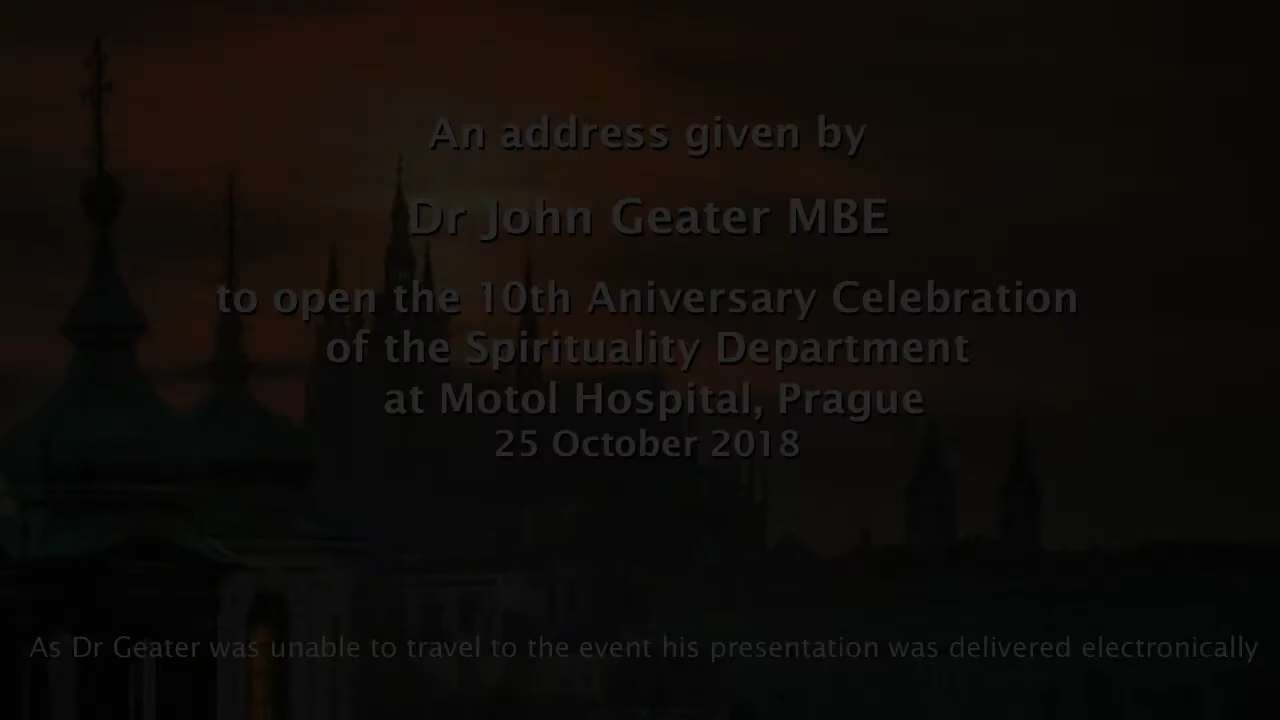 An address given by
Dr John Geater MBE
to open the 10th Aniversary Celebration
of the Spirituality Department
at Motol Hospital, Prague
25 October 2018
As Dr Geater was unable to travel to the event his presentation was delivered electronically